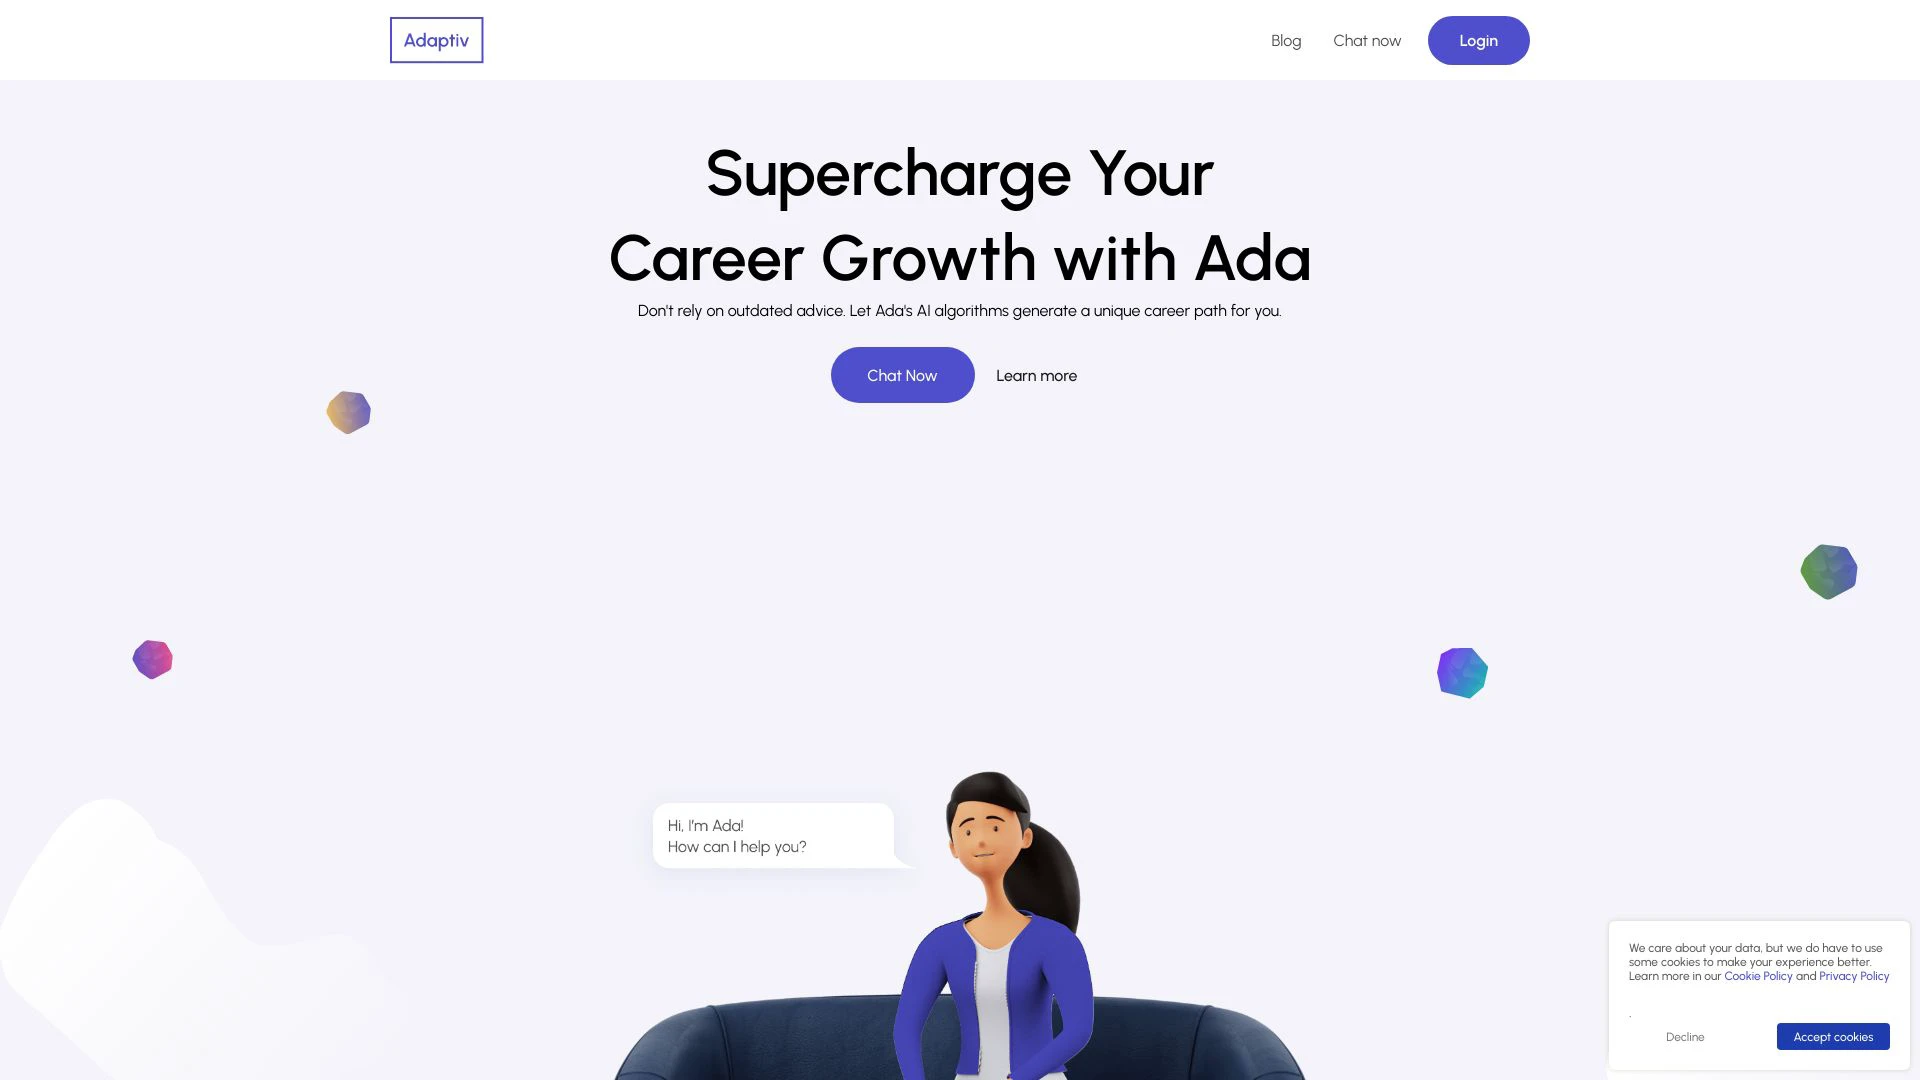 Adaptiv
Blog
Chat now
Login
Supercharge Your
Career Growth with Ada
Don't rely on outdated advice. Let Ada's AI algorithms generate a unique career path for you.
Chat Now
Learn more
Hi, I'm Ada!
How can I help you?
We care about your data, but we do have to use
some cookies to make your experience better.
Learn more in our Cookie Policy and Privacy Policy
.
Decline
Accept cookies